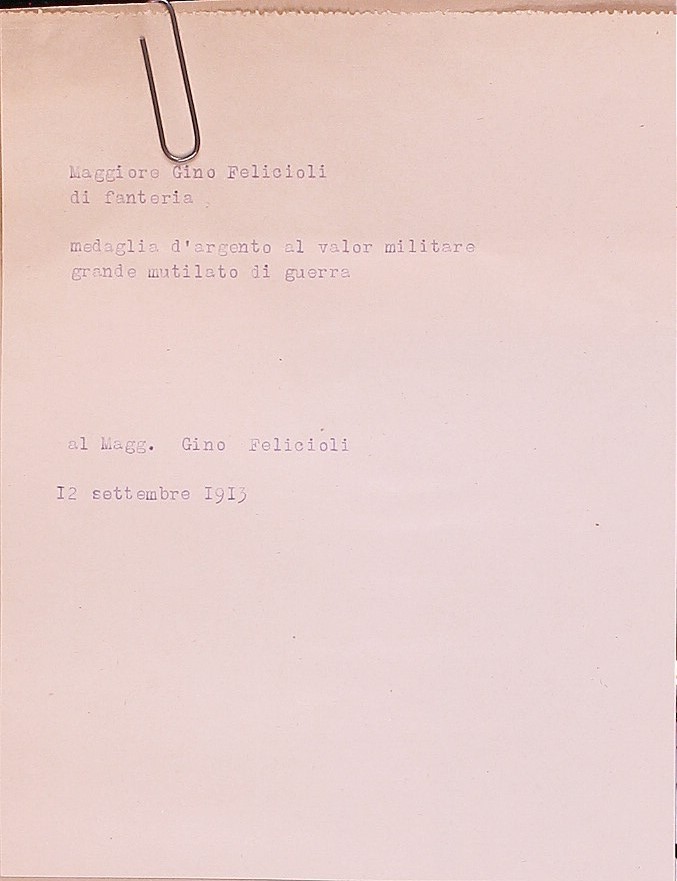 Maggiore Gino Felicioli
di fanteria
medaglia d'argento al valor militare
grande mutilato di guerra
al Magg. Gino Felicioli
I2 settembre I9I3